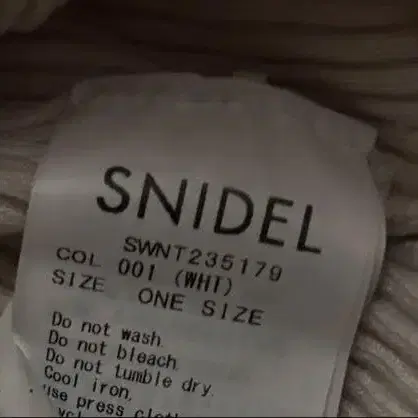 SNIDEL
SWNT235179
COL 001 (WHT)
SIZE ONE SIZE
Do not wash.
Do not bleach.
Do not tumble dry.
Cool iron,
use press